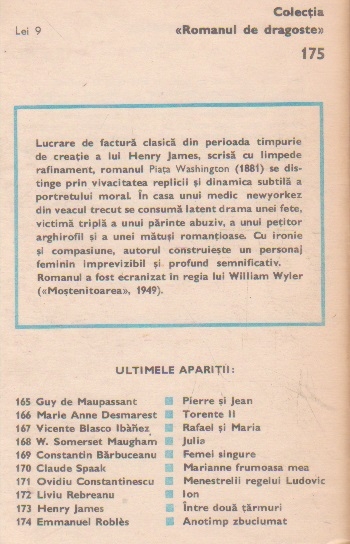 Colecția
Lei 9 «Romanul de dragoste»
175
Lucrare de factură clasică din perioada timpurie
de creație a lui Henry James, scrisă cu limpede
rafinament, romanul Piața Washington (1881) se dis-
tinge prin vivacitatea replicii și dinamica subtilă a
portretului moral. În casa unui medic newyorkez
din veacul trecut se consumă latent drama unei fete,
victimă triplă a unui părinte abuziv, a unui pețitor
arghirofil și a unei mătuși romanțioase. Cu ironie
și compasiune, autorul construiește un personaj
feminin imprevizibil și profund semnificativ.
Romanul a fost ecranizat în regia lui William Wyler
(«Moștenitoarea», 1949).
ULTIMELE APARIȚII:
165 Guy de Maupassant Pierre și Jean
166 Marie Anne Desmarest Torente II
167 Vicente Blasco Ibàñez Rafael și Maria
168 W. Somerset Maugham Julia
169 Constantin Bărbuceanu Femei singure
170 Claude Spaak Marianne frumoasa mea
171 Ovidiu Constantinescu Menestrelii regelui Ludovic
172 Liviu Rebreanu Ion
173 Henry James Între două țărmuri
174 Emmanuel Roblès Anotimp zbuciumat